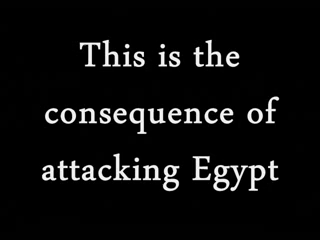 This is the
consequence of
attacking Egypt